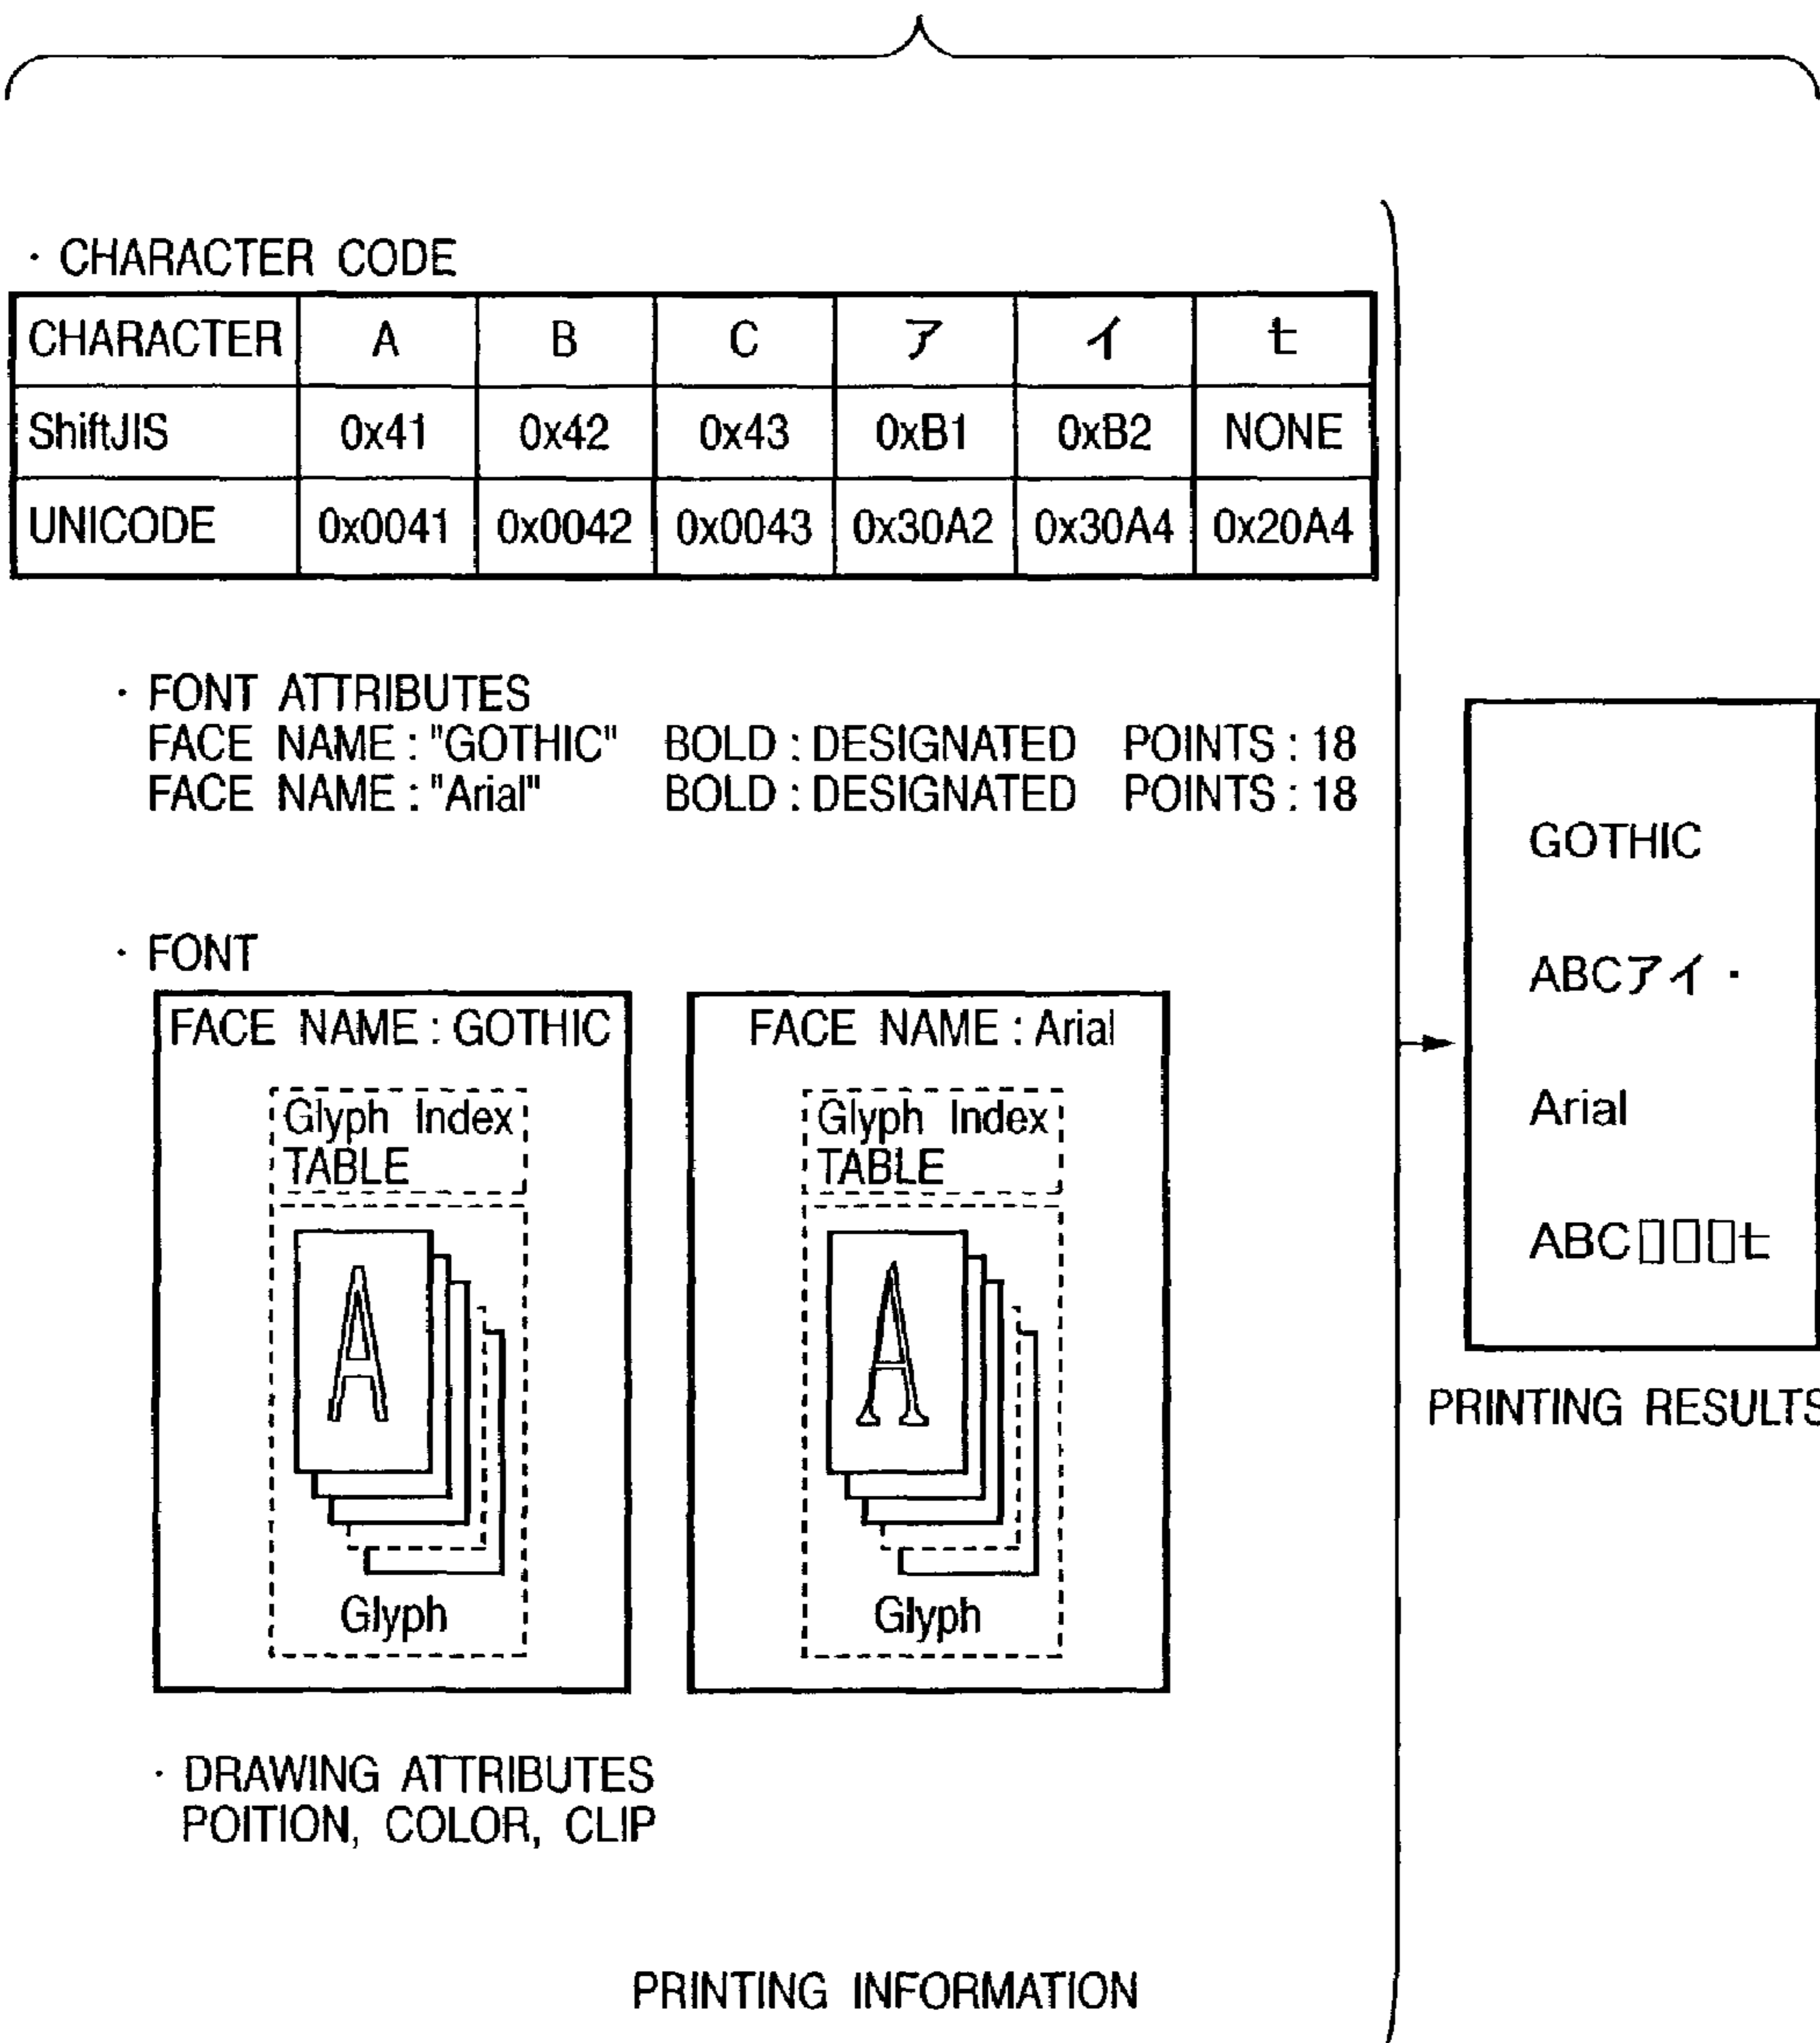 · CHARACTER CODE
CHARACTER A B C ア イ ŧ
ShiftJIS 0x41 0x42 0x43 0xB1 0xB2 NONE
UNICODE 0x0041 0x0042 0x0043 0x30A2 0x30A4 0x20A4
· FONT ATTRIBUTES
FACE NAME : "GOTHIC" BOLD : DESIGNATED POINTS : 18
FACE NAME : "Arial" BOLD : DESIGNATED POINTS : 18
· FONT
FACE NAME : GOTHIC
Glyph Index
TABLE
A
Glyph
FACE NAME : Arial
Glyph Index
TABLE
A
Glyph
· DRAWING ATTRIBUTES
POITION, COLOR, CLIP
PRINTING INFORMATION
GOTHIC
ABCアイ・
Arial
ABC▯▯▯ŧ
PRINTING RESULTS